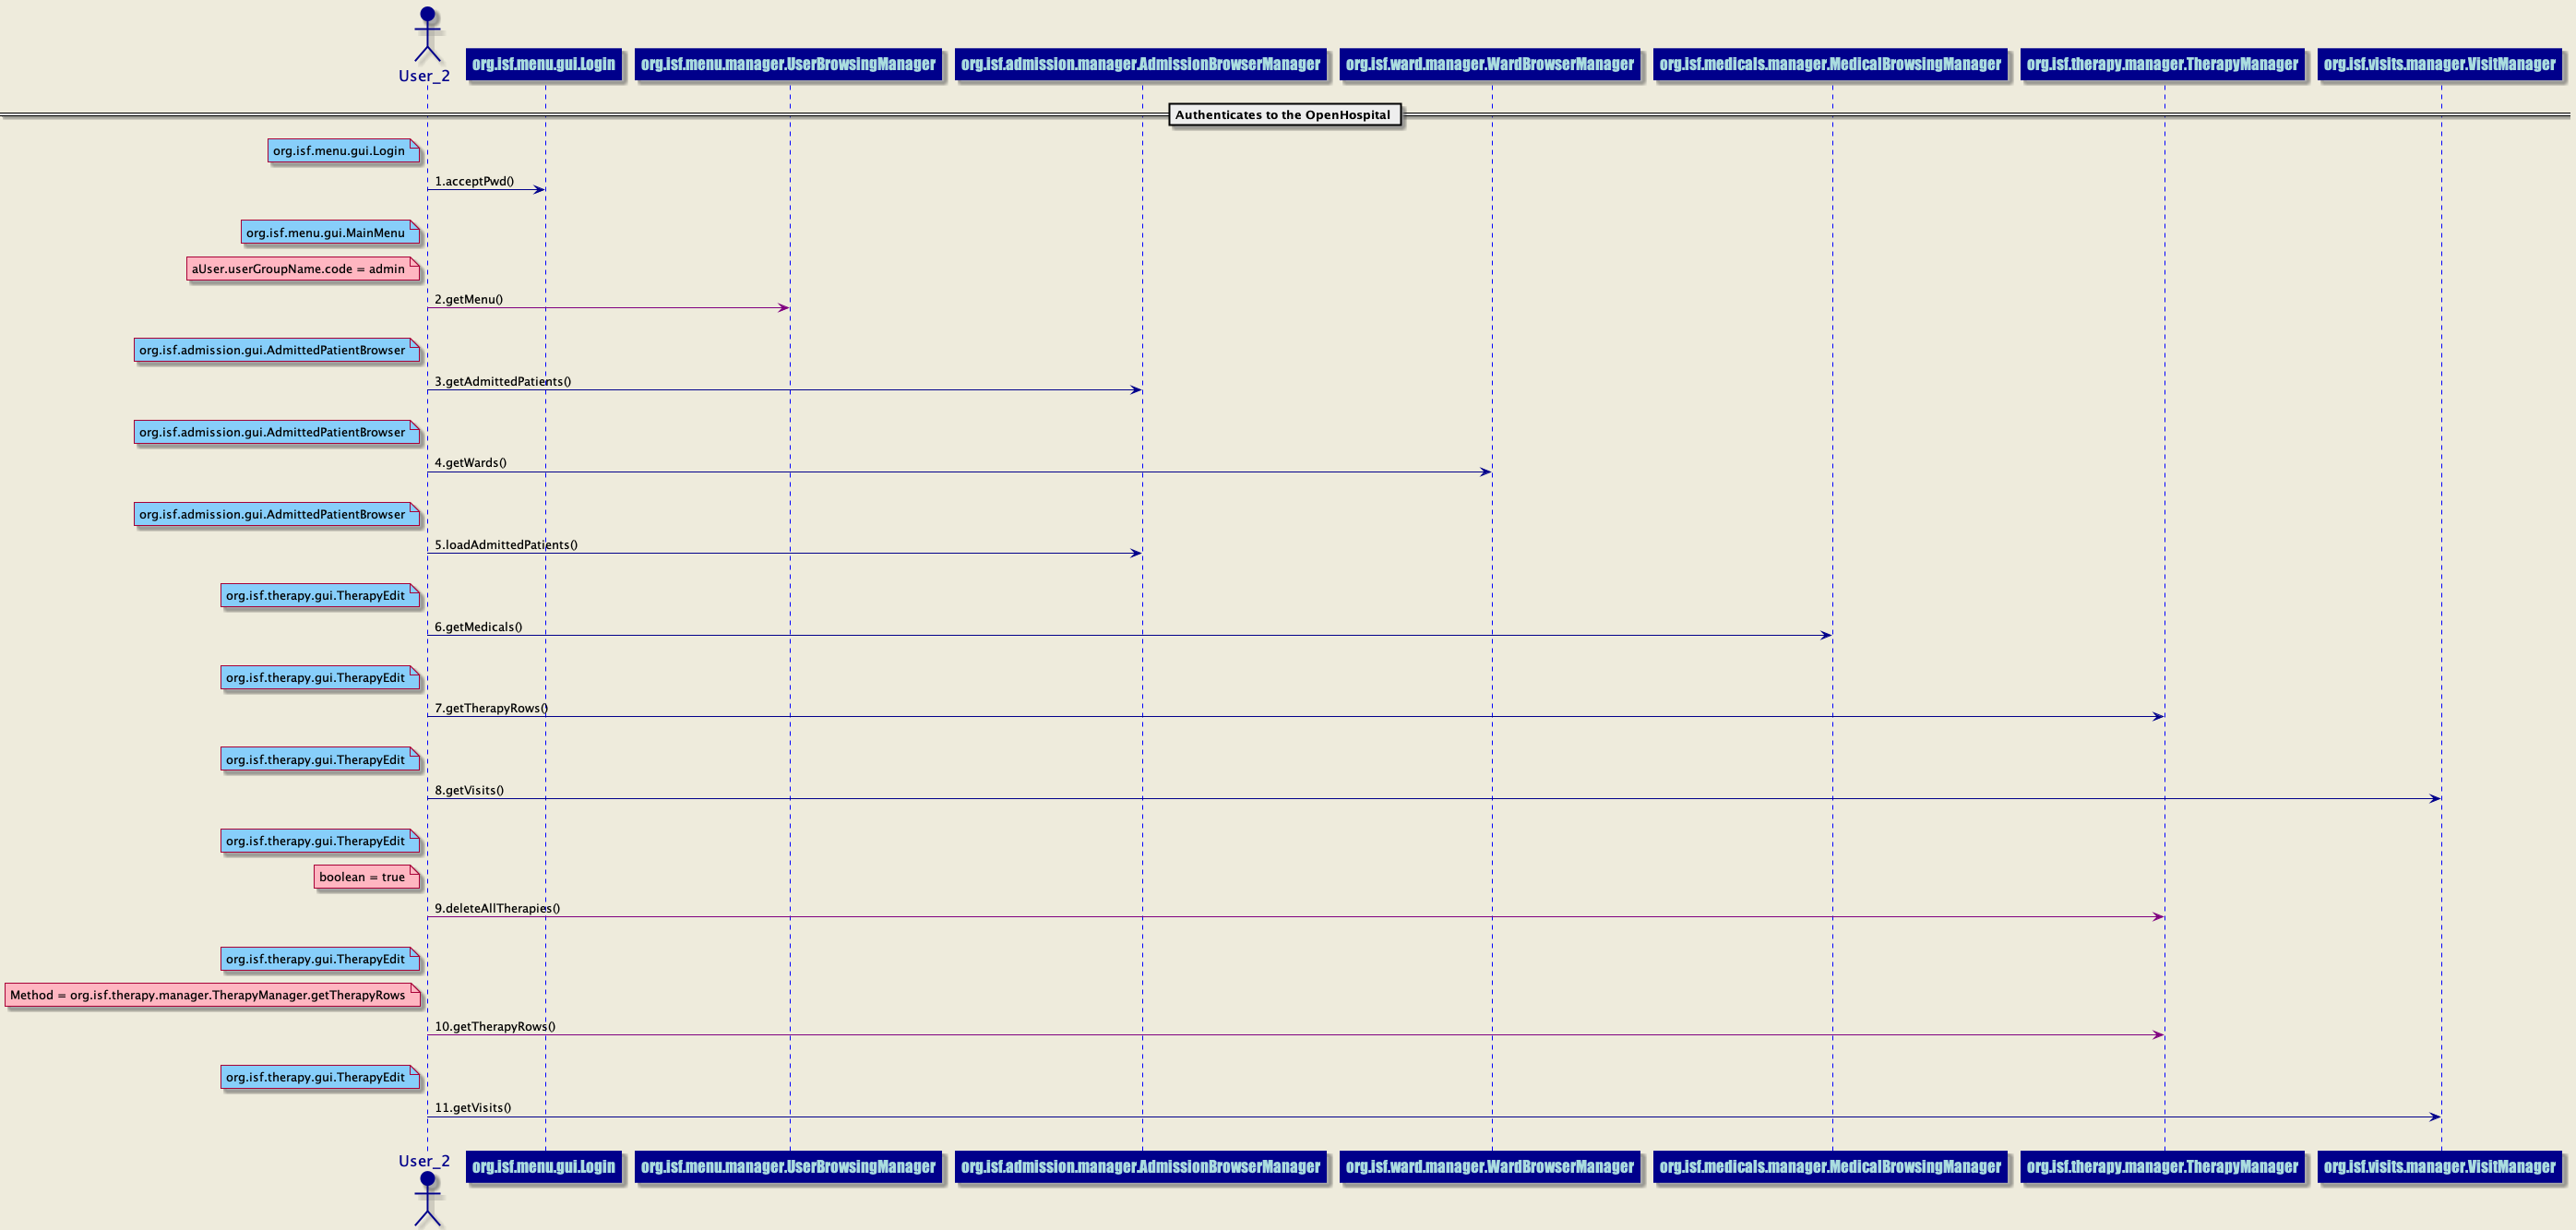 User_2
org.isf.menu.gui.Login
org.isf.menu.manager.UserBrowsingManager
org.isf.admission.manager.AdmissionBrowserManager
org.isf.ward.manager.WardBrowserManager
org.isf.medicals.manager.MedicalBrowsingManager
org.isf.therapy.manager.TherapyManager
org.isf.visits.manager.VisitManager
Authenticates to the OpenHospital
org.isf.menu.gui.Login
1.acceptPwd()
org.isf.menu.gui.MainMenu
aUser.userGroupName.code = admin
2.getMenu()
org.isf.admission.gui.AdmittedPatientBrowser
3.getAdmittedPatients()
org.isf.admission.gui.AdmittedPatientBrowser
4.getWards()
org.isf.admission.gui.AdmittedPatientBrowser
5.loadAdmittedPatients()
org.isf.therapy.gui.TherapyEdit
6.getMedicals()
org.isf.therapy.gui.TherapyEdit
7.getTherapyRows()
org.isf.therapy.gui.TherapyEdit
8.getVisits()
org.isf.therapy.gui.TherapyEdit
boolean = true
9.deleteAllTherapies()
org.isf.therapy.gui.TherapyEdit
Method = org.isf.therapy.manager.TherapyManager.getTherapyRows
10.getTherapyRows()
org.isf.therapy.gui.TherapyEdit
11.getVisits()
User_2
org.isf.menu.gui.Login
org.isf.menu.manager.UserBrowsingManager
org.isf.admission.manager.AdmissionBrowserManager
org.isf.ward.manager.WardBrowserManager
org.isf.medicals.manager.MedicalBrowsingManager
org.isf.therapy.manager.TherapyManager
org.isf.visits.manager.VisitManager